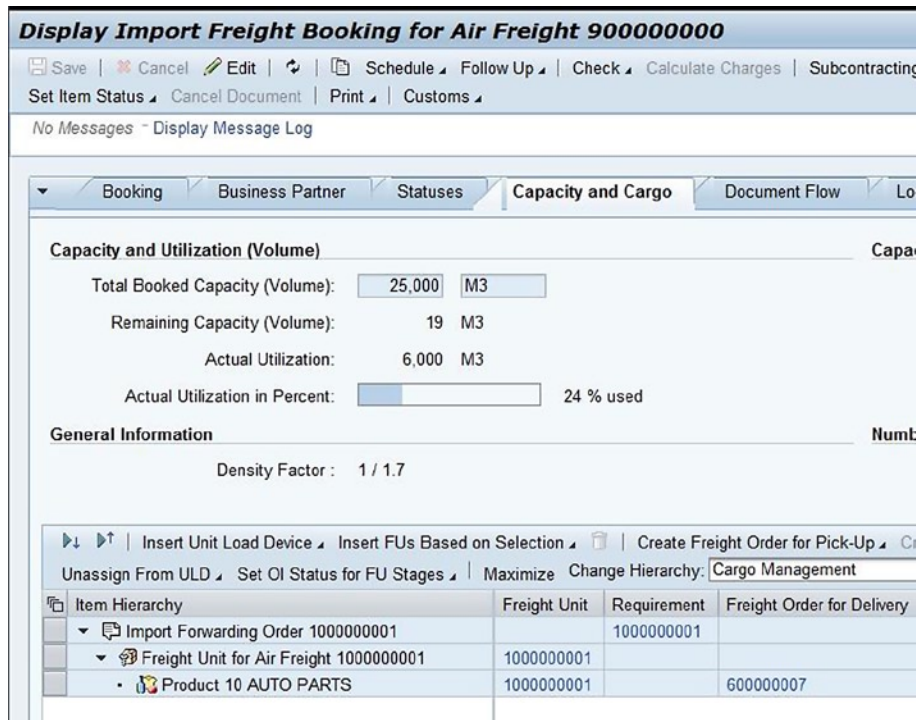 Display Import Freight Booking for Air Freight 900000000
Save | Cancel Edit | | Schedule Follow Up | Check Calculate Charges | Subcontracting
Set Item Status Cancel Document | Print | Customs
No Messages - Display Message Log
Booking Business Partner Statuses Capacity and Cargo Document Flow Lo
Capacity and Utilization (Volume) Capac
Total Booked Capacity (Volume): 25,000 M3
Remaining Capacity (Volume): 19 M3
Actual Utilization: 6,000 M3
Actual Utilization in Percent: 24 % used
General Information Numb
Density Factor : 1 / 1.7
Insert Unit Load Device Insert FUs Based on Selection | Create Freight Order for Pick-Up Cr
Unassign From ULD Set OI Status for FU Stages | Maximize Change Hierarchy: Cargo Management
Item Hierarchy Freight Unit Requirement Freight Order for Delivery
Import Forwarding Order 1000000001 1000000001
Freight Unit for Air Freight 1000000001 1000000001
Product 10 AUTO PARTS 1000000001 600000007